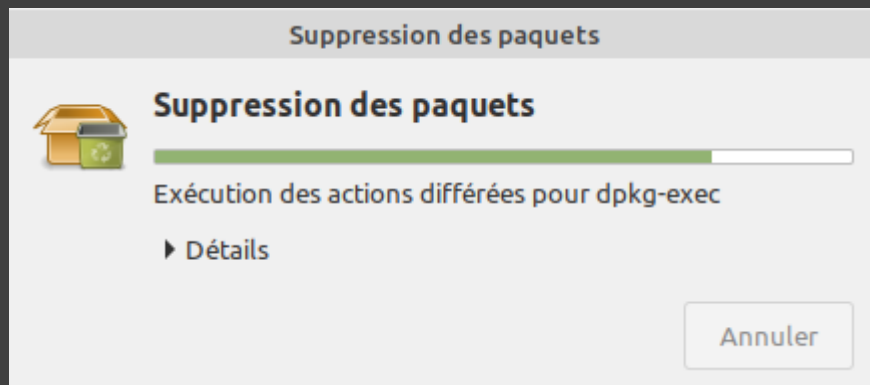 Suppression des paquets
Suppression des paquets
Exécution des actions différées pour dpkg-exec
Détails
Annuler